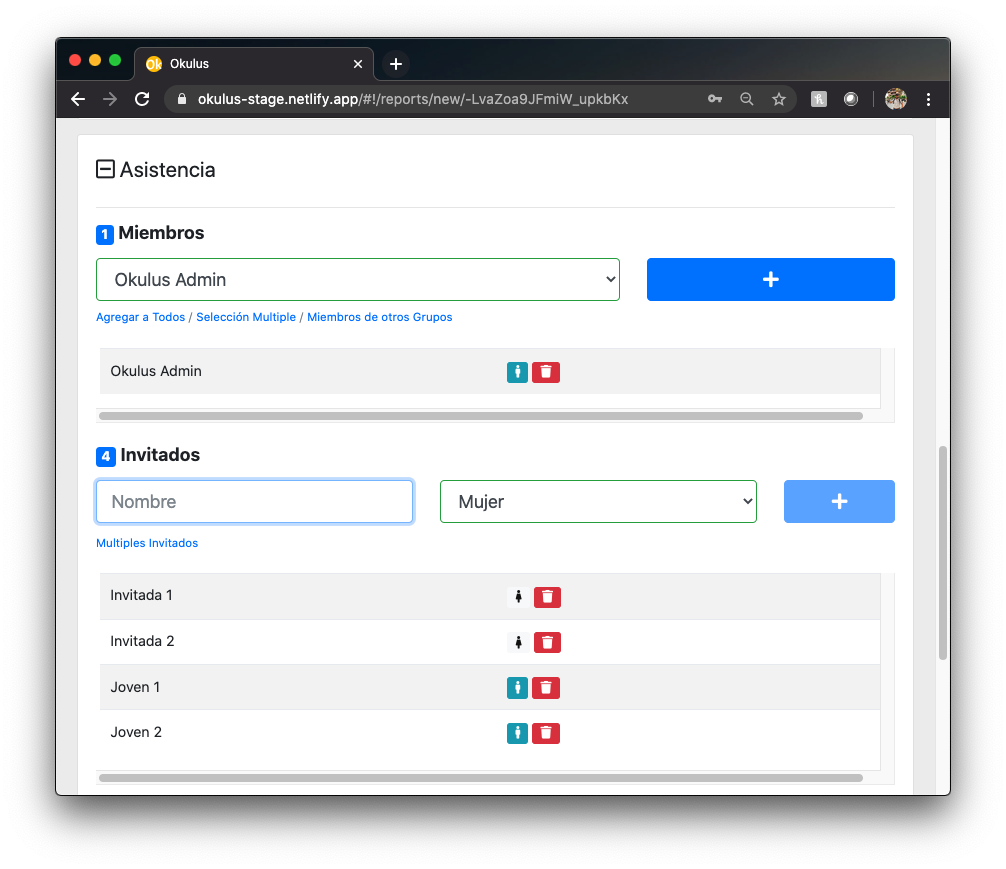 Ok Okulus
okulus-stage.netlify.app/#!/reports/new/-LvaZoa9JFmiW_upkbKx
Asistencia
1 Miembros
Okulus Admin
Agregar a Todos / Selección Multiple / Miembros de otros Grupos
Okulus Admin
4 Invitados
Nombre Mujer
Multiples Invitados
Invitada 1
Invitada 2
Joven 1
Joven 2